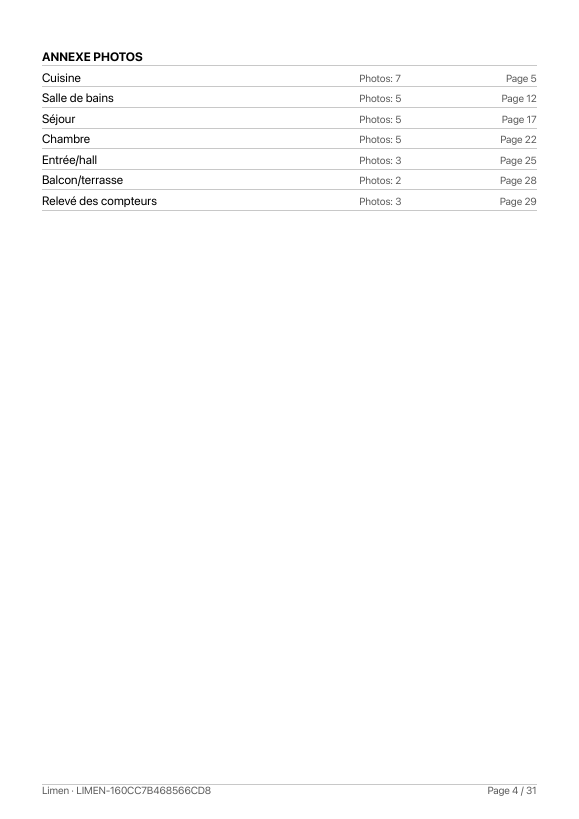 ANNEXE PHOTOS
Cuisine Photos: 7 Page 5
Salle de bains Photos: 5 Page 12
Séjour Photos: 5 Page 17
Chambre Photos: 5 Page 22
Entrée/hall Photos: 3 Page 25
Balcon/terrasse Photos: 2 Page 28
Relevé des compteurs Photos: 3 Page 29
Limen · LIMEN-160CC7B468566CD8 Page 4 / 31